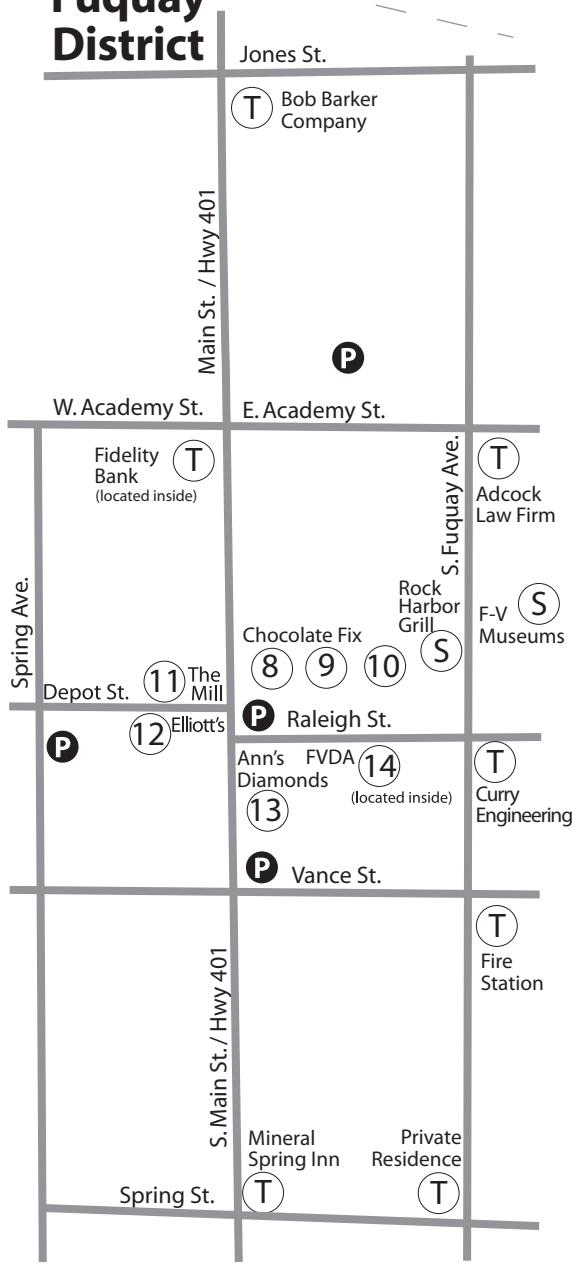 Fuquay
District
Jones St.
T
Bob Barker
Company
Main St. / Hwy 401
P
W. Academy St.
E. Academy St.
Fidelity
Bank
(located inside)
T
S. Fuquay Ave.
T
Adcock
Law Firm
Spring Ave.
Rock
Harbor
Grill
S
F-V
Museums
S
Chocolate Fix
8
9
10
11
The
Mill
Depot St.
12
Elliott's
P
P
Raleigh St.
Ann's
Diamonds
13
FVDA
14
(located inside)
T
Curry
Engineering
P
Vance St.
T
Fire
Station
S. Main St./ Hwy 401
Mineral
Spring Inn
T
Private
Residence
T
Spring St.